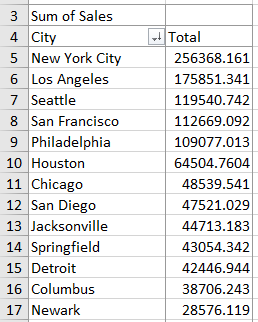 3 Sum of Sales
4 City Total
5 New York City 256368.161
6 Los Angeles 175851.341
7 Seattle 119540.742
8 San Francisco 112669.092
9 Philadelphia 109077.013
10 Houston 64504.7604
11 Chicago 48539.541
12 San Diego 47521.029
13 Jacksonville 44713.183
14 Springfield 43054.342
15 Detroit 42446.944
16 Columbus 38706.243
17 Newark 28576.119